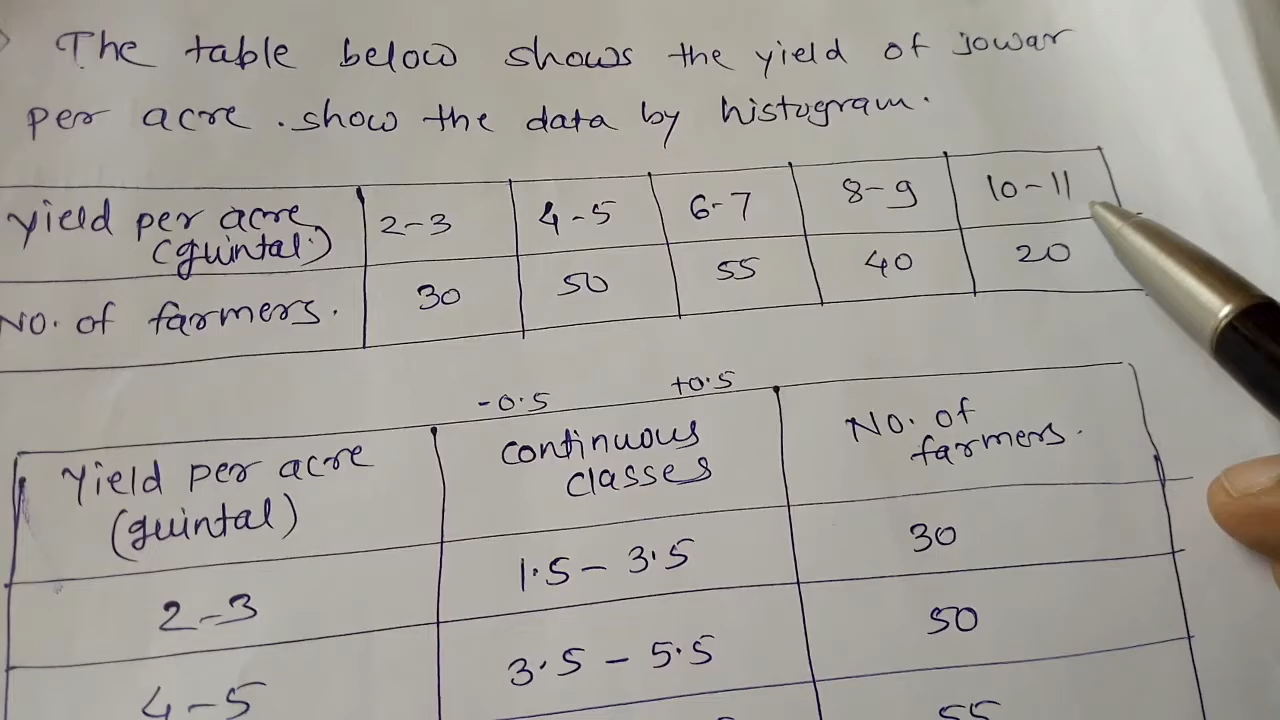 The table below shows the yield of jowar
per acre. show the data by histogram.
Yield per acre (quintal) 2-3 4-5 6-7 8-9 10-11
No. of farmers. 30 50 55 40 20
-0.5 +0.5
Yield per acre (quintal) continuous classes No. of farmers.
2-3 1.5 - 3.5 30
4-5 3.5 - 5.5 50
55